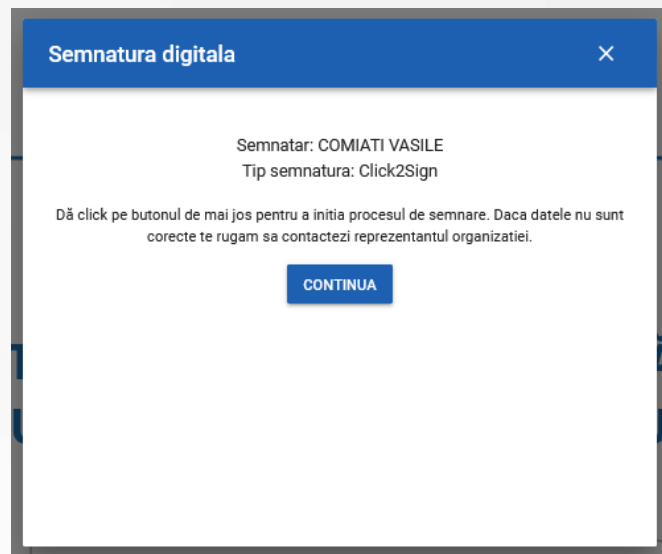 Semnatura digitala
Semnatar: COMIATI VASILE
Tip semnatura: Click2Sign
Dă click pe butonul de mai jos pentru a initia procesul de semnare. Daca datele nu sunt
corecte te rugam sa contactezi reprezentantul organizatiei.
CONTINUA